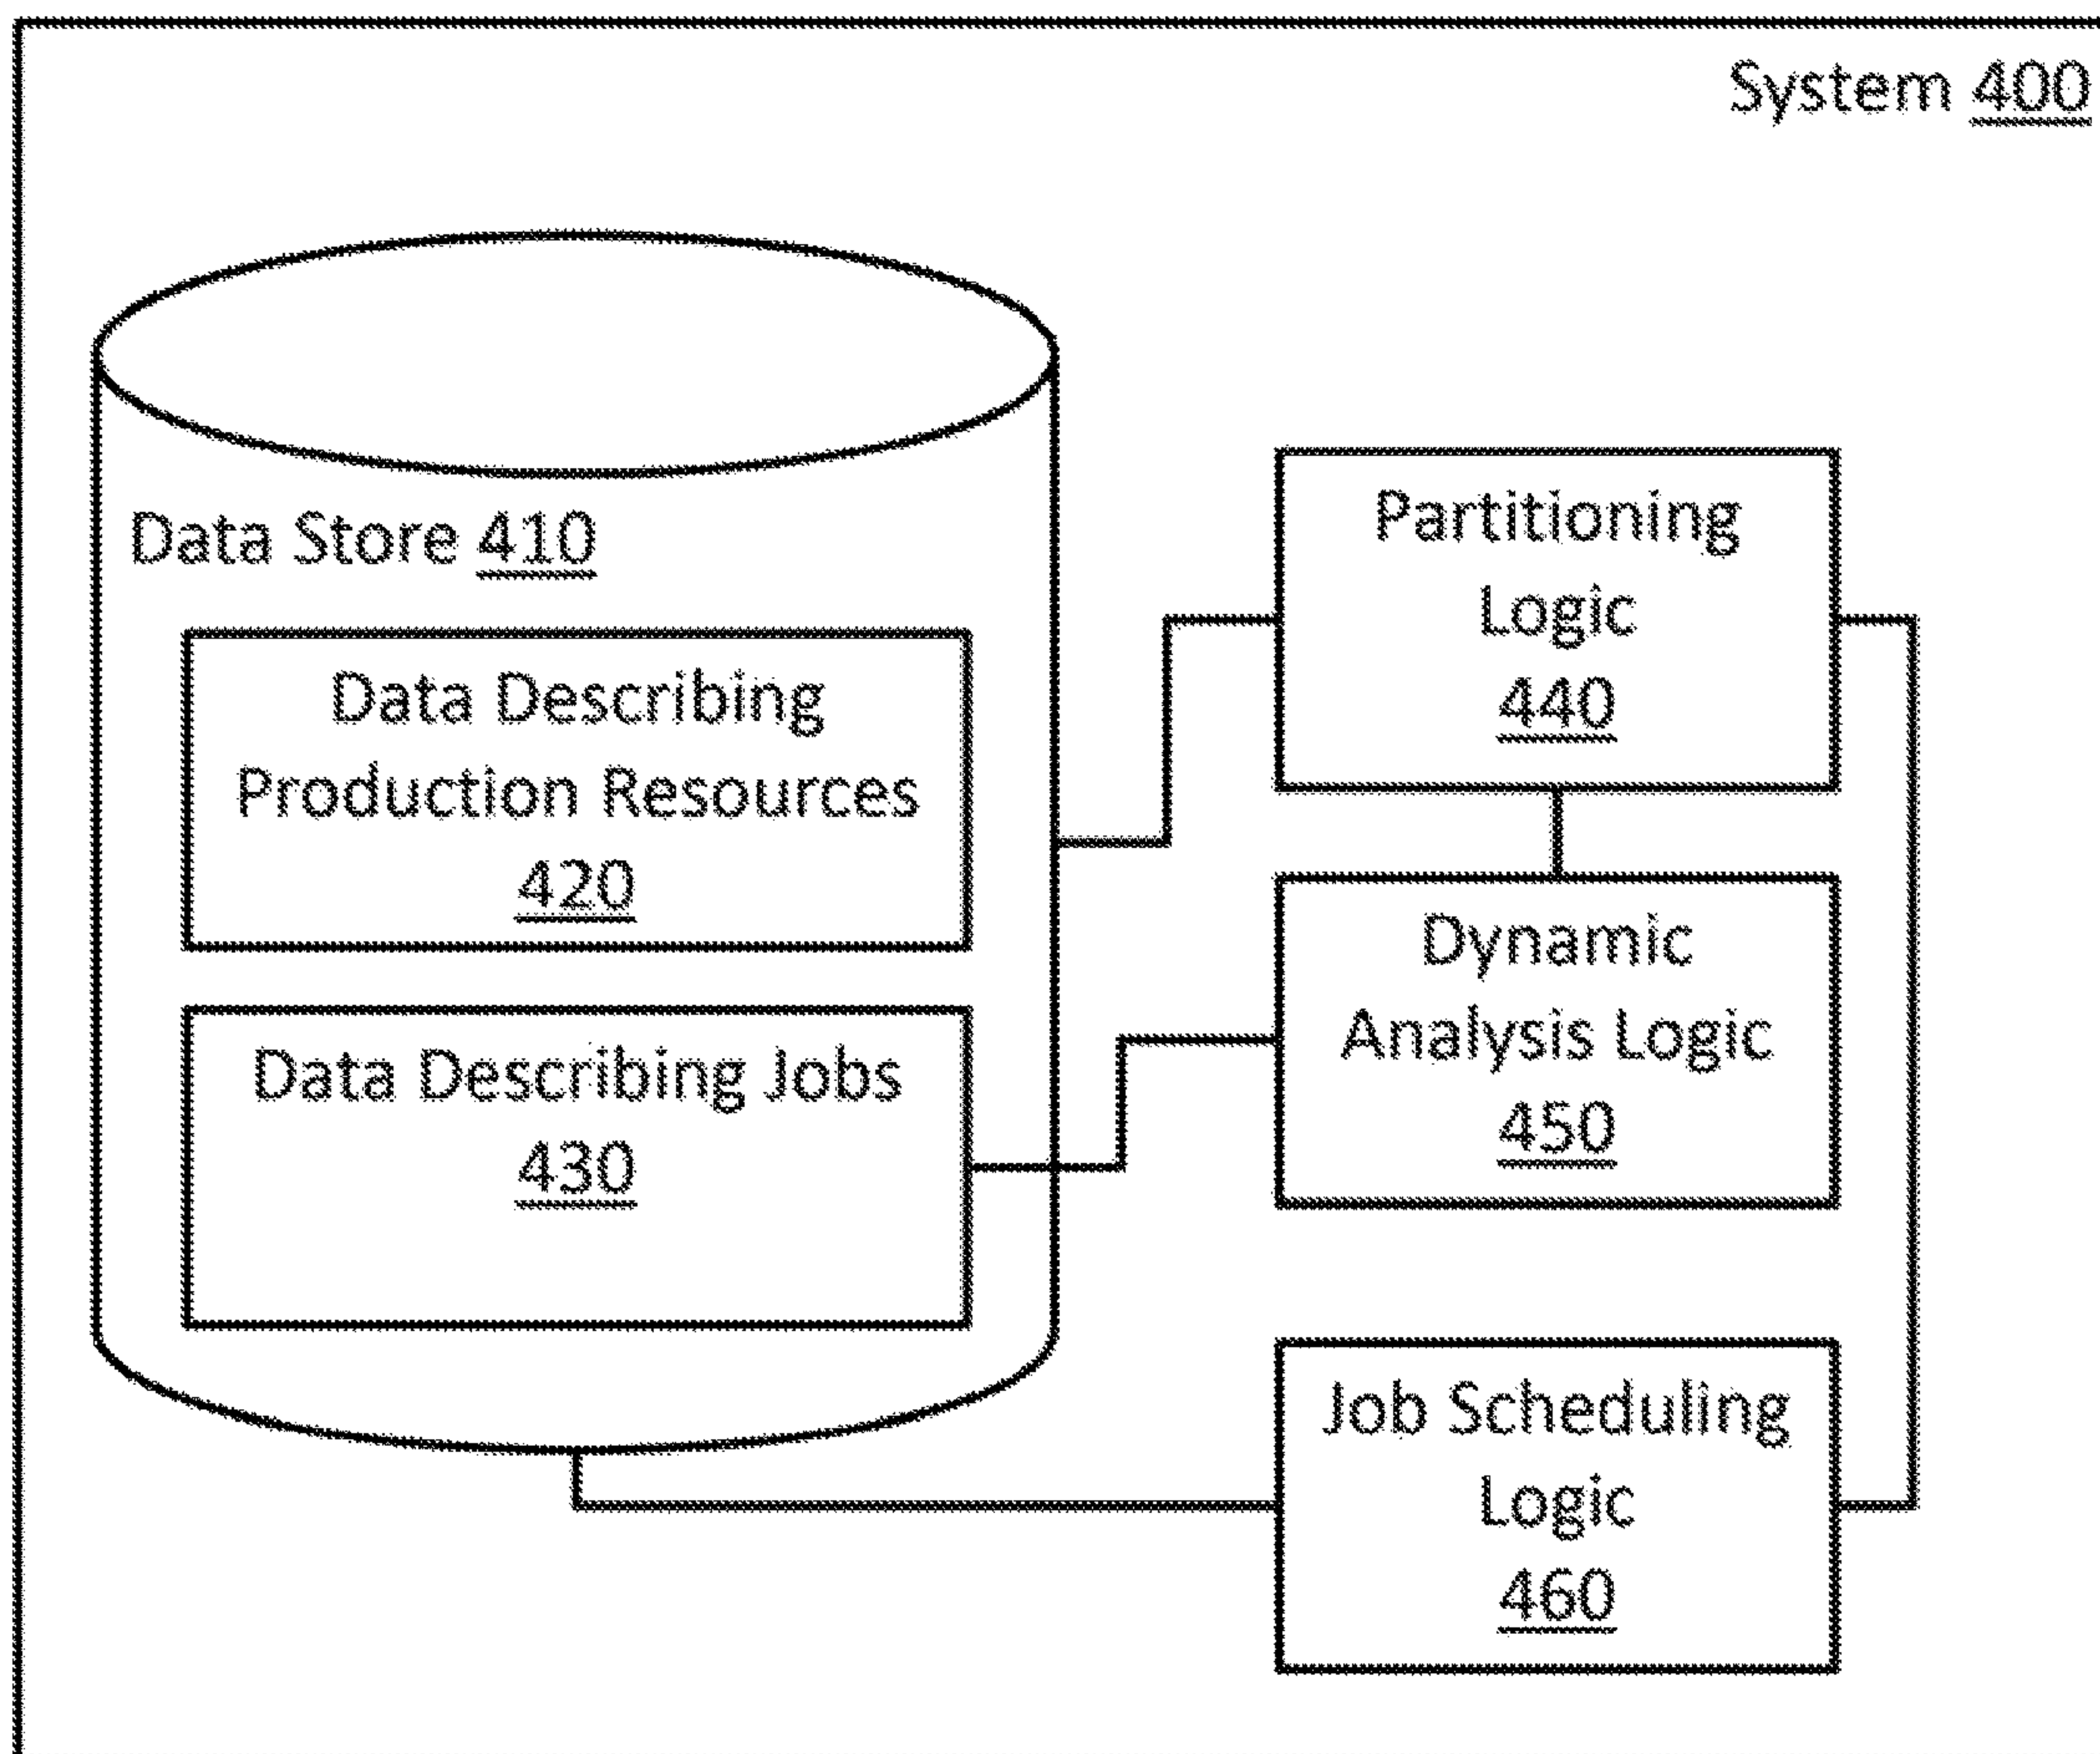 System 400
Data Store 410
Data Describing
Production Resources
420
Data Describing Jobs
430
Partitioning
Logic
440
Dynamic
Analysis Logic
450
Job Scheduling
Logic
460